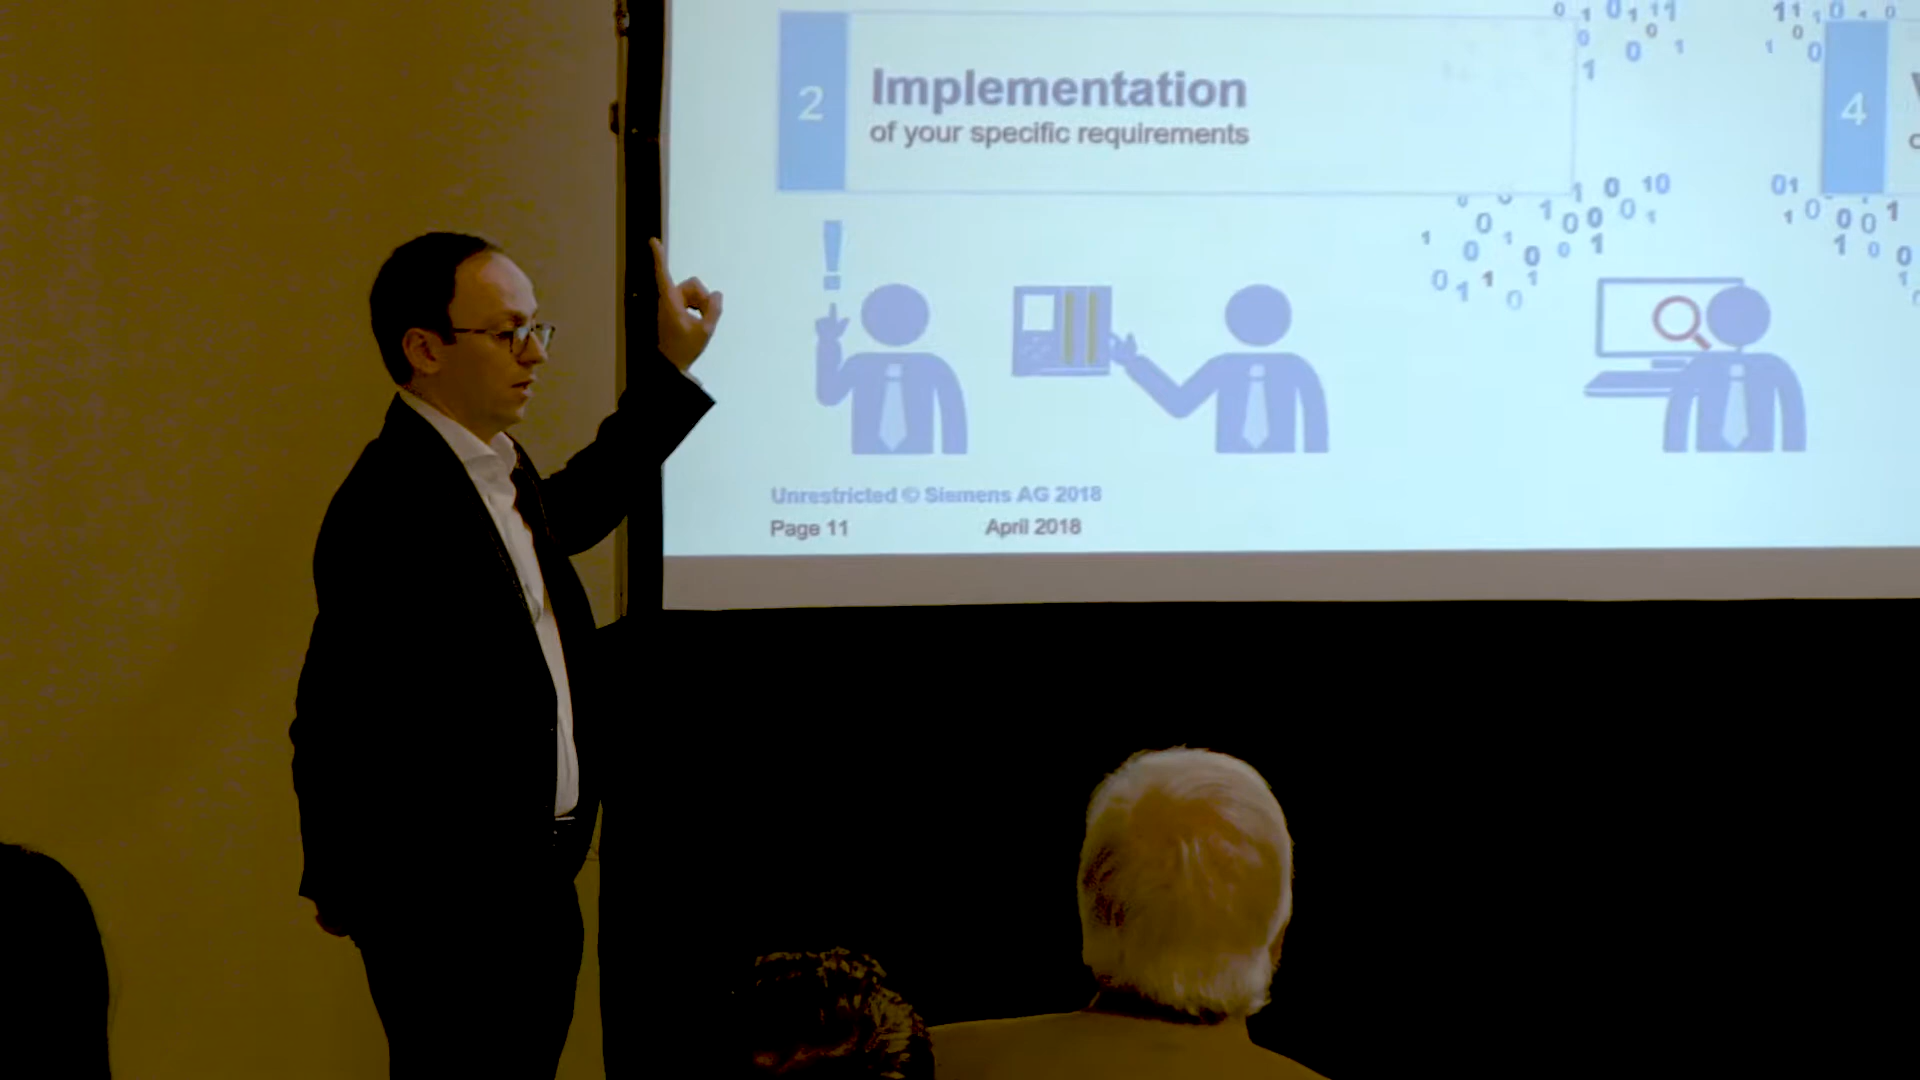 2
Implementation
of your specific requirements
4
Unrestricted © Siemens AG 2018
Page 11
April 2018